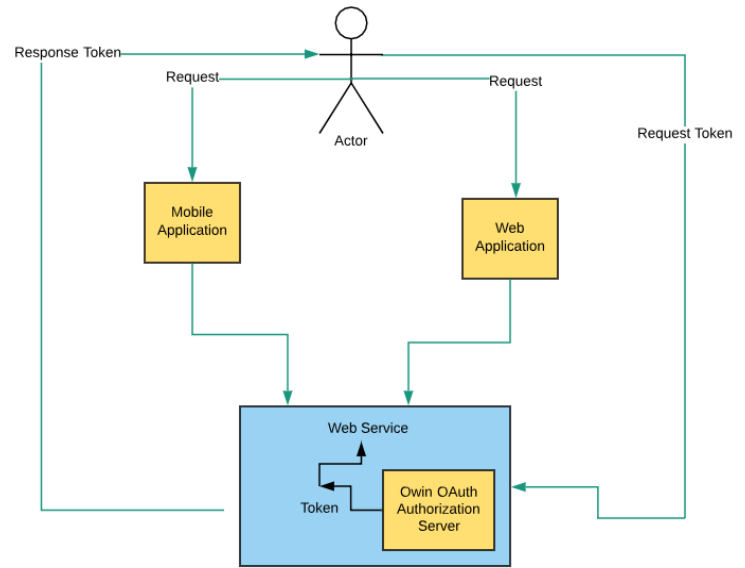 Response Token
Request
Request
Actor
Request Token
Mobile
Application
Web
Application
Web Service
Token
Owin OAuth
Authorization
Server